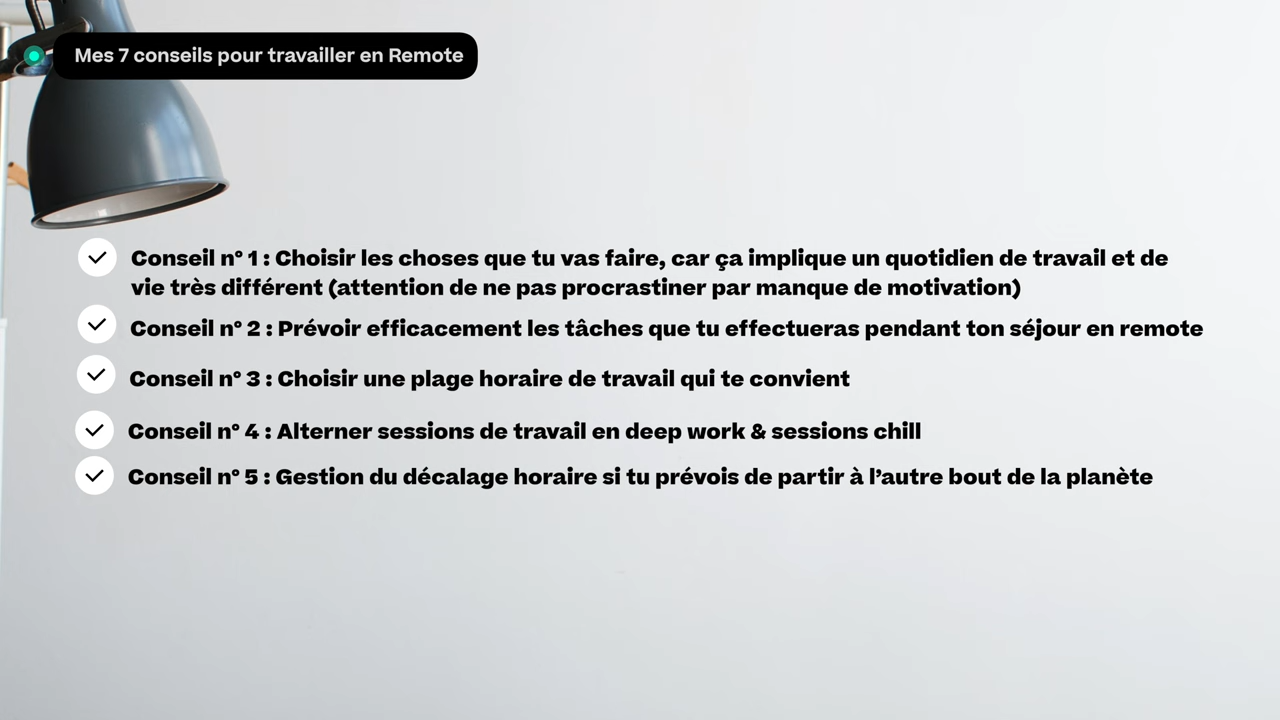 Mes 7 conseils pour travailler en Remote
Conseil n° 1 : Choisir les choses que tu vas faire, car ça implique un quotidien de travail et de
vie très différent (attention de ne pas procrastiner par manque de motivation)
Conseil n° 2 : Prévoir efficacement les tâches que tu effectueras pendant ton séjour en remote
Conseil n° 3 : Choisir une plage horaire de travail qui te convient
Conseil n° 4 : Alterner sessions de travail en deep work & sessions chill
Conseil n° 5 : Gestion du décalage horaire si tu prévois de partir à l’autre bout de la planète